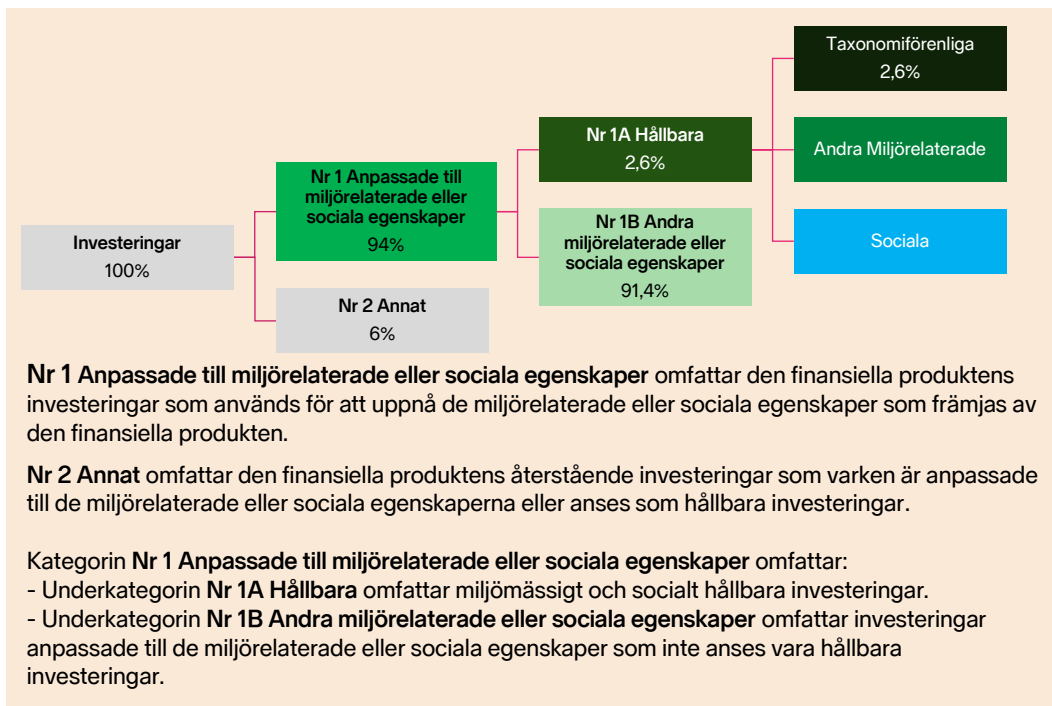 Taxonomiförenliga
2,6%
Nr 1A Hållbara
2,6%
Andra Miljörelaterade
Nr 1 Anpassade till
miljörelaterade eller
sociala egenskaper
94%
Nr 1B Andra
miljörelaterade eller
sociala egenskaper
91,4%
Sociala
Investeringar
100%
Nr 2 Annat
6%
Nr 1 Anpassade till miljörelaterade eller sociala egenskaper omfattar den finansiella produktens
investeringar som används för att uppnå de miljörelaterade eller sociala egenskaper som främjas av
den finansiella produkten.
Nr 2 Annat omfattar den finansiella produktens återstående investeringar som varken är anpassade
till de miljörelaterade eller sociala egenskaperna eller anses som hållbara investeringar.
Kategorin Nr 1 Anpassade till miljörelaterade eller sociala egenskaper omfattar:
- Underkategorin Nr 1A Hållbara omfattar miljömässigt och socialt hållbara investeringar.
- Underkategorin Nr 1B Andra miljörelaterade eller sociala egenskaper omfattar investeringar
anpassade till de miljörelaterade eller sociala egenskaper som inte anses vara hållbara
investeringar.